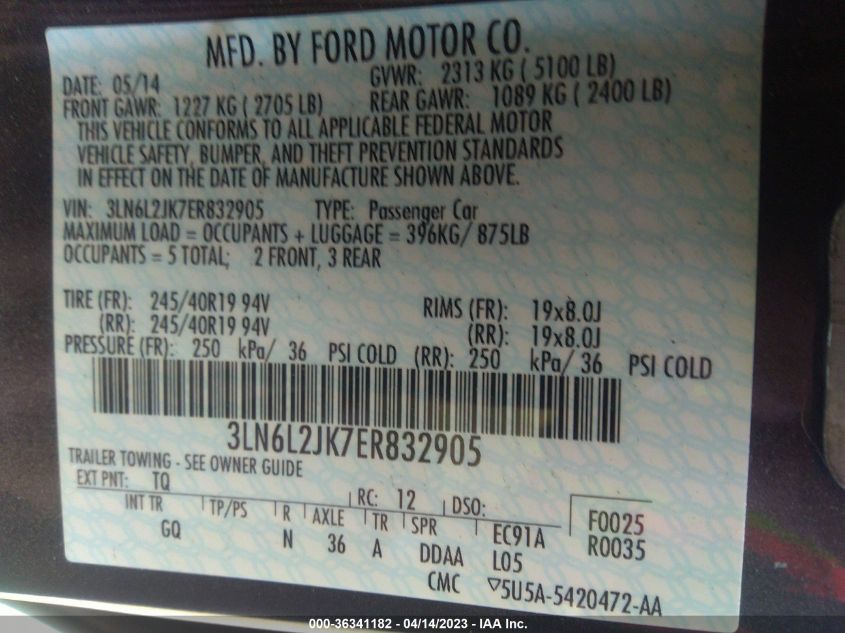 MFD. BY FORD MOTOR CO.
DATE: 05/14 GVWR: 2313 KG ( 5100 LB)
FRONT GAWR: 1227 KG ( 2705 LB) REAR GAWR: 1089 KG ( 2400 LB)
THIS VEHICLE CONFORMS TO ALL APPLICABLE FEDERAL MOTOR
VEHICLE SAFETY, BUMPER, AND THEFT PREVENTION STANDARDS
IN EFFECT ON THE DATE OF MANUFACTURE SHOWN ABOVE.
VIN: 3LN6L2JK7ER832905 TYPE: Passenger Car
MAXIMUM LOAD = OCCUPANTS + LUGGAGE = 396KG/ 875LB
OCCUPANTS = 5 TOTAL; 2 FRONT, 3 REAR
TIRE (FR): 245/40R19 94V RIMS (FR): 19x8.0J
(RR): 245/40R19 94V (RR): 19x8.0J
PRESSURE (FR): 250 kPa/ 36 PSI COLD (RR): 250 kPa/ 36 PSI COLD
3LN6L2JK7ER832905
TRAILER TOWING - SEE OWNER GUIDE
EXT PNT: TQ RC: 12 DSO:
INT TR TP/PS R AXLE TR SPR EC91A F0025
GQ N 36 A DDAA L05 R0035
CMC ▽5U5A-5420472-AA
000-36341182 - 04/14/2023 - IAA Inc.